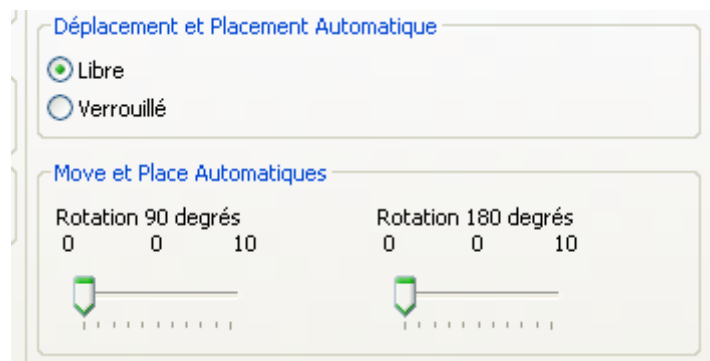 Déplacement et Placement Automatique
Libre
Verrouillé
Move et Place Automatiques
Rotation 90 degrés Rotation 180 degrés
0 0 10 0 0 10